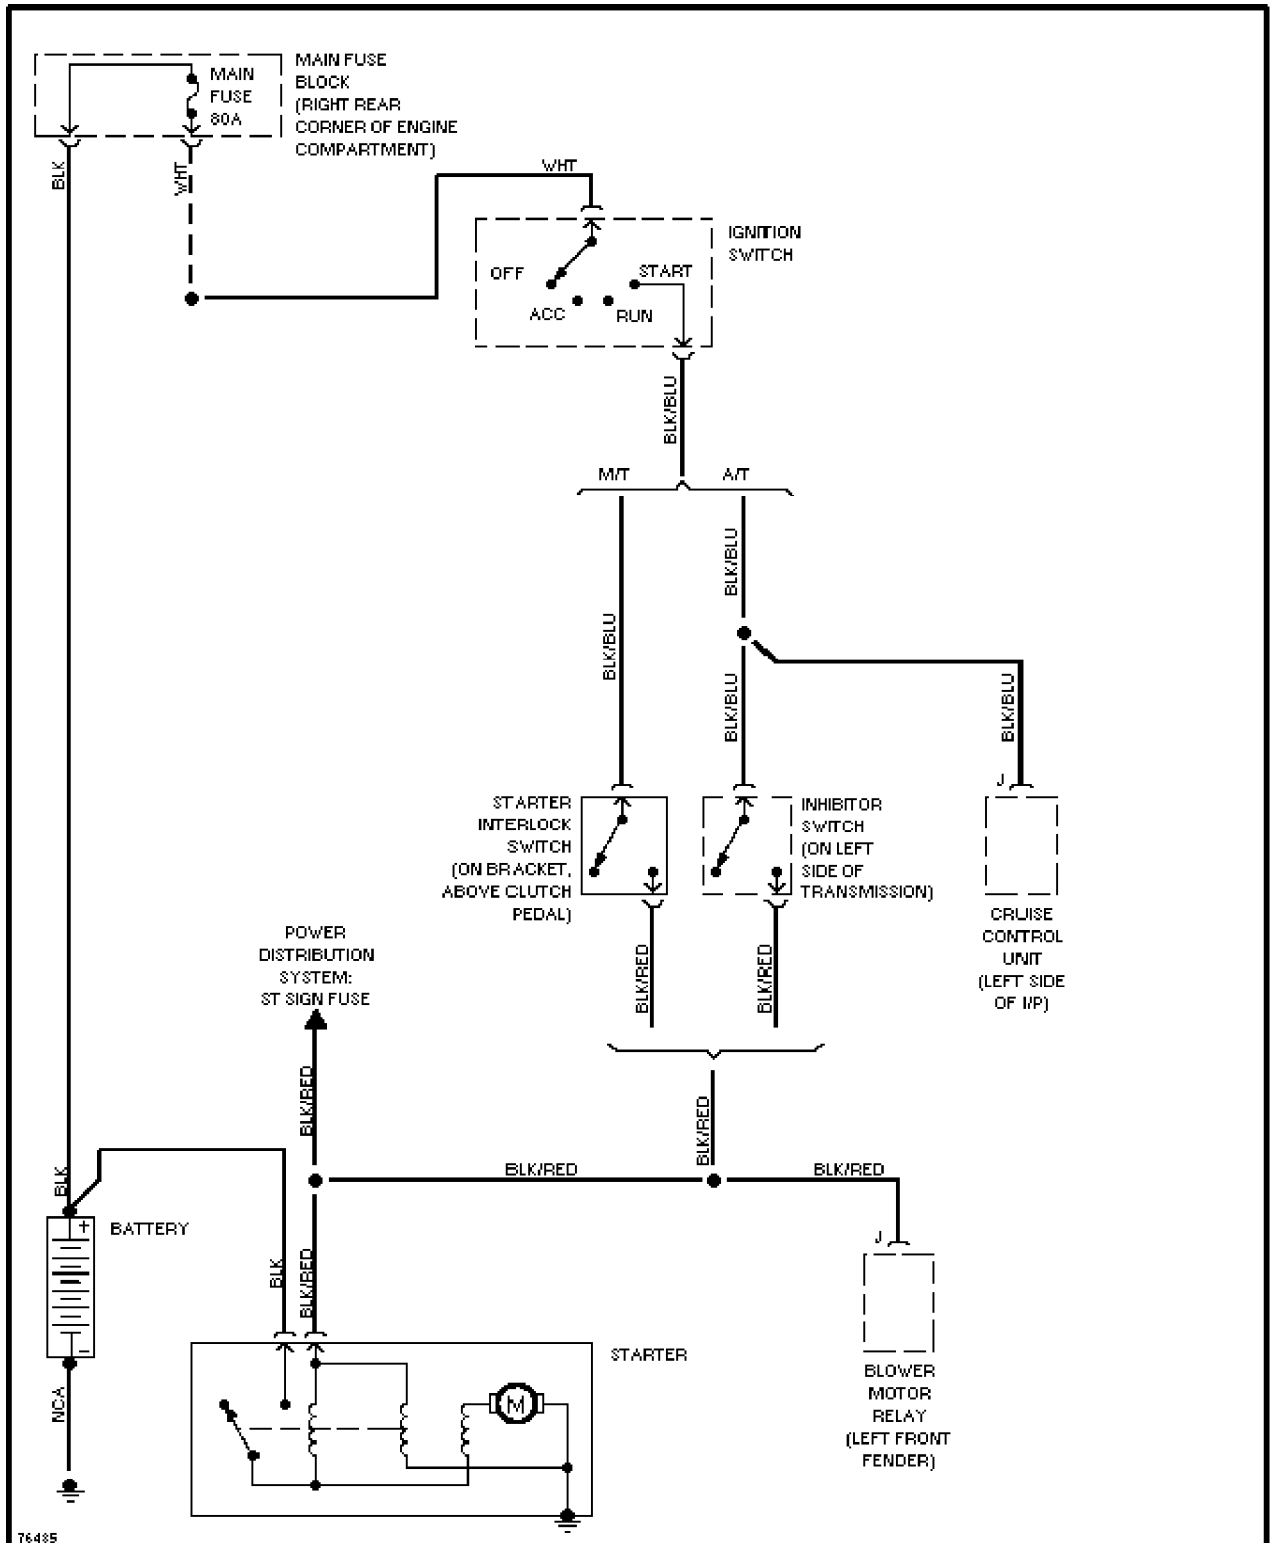 MAIN FUSE
BLOCK
(RIGHT REAR
CORNER OF ENGINE
COMPARTMENT)
MAIN
FUSE
80A
BLK
WHT
WHT
IGNITION
SWITCH
OFF
START
ACC
RUN
BLK/BLU
M/T
A/T
BLK/BLU
BLK/BLU
BLK/BLU
BLK/BLU
J
STARTER
INTERLOCK
SWITCH
(ON BRACKET,
ABOVE CLUTCH
PEDAL)
INHIBITOR
SWITCH
(ON LEFT
SIDE OF
TRANSMISSION)
CRUISE
CONTROL
UNIT
(LEFT SIDE
OF I/P)
BLK/RED
BLK/RED
POWER
DISTRIBUTION
SYSTEM:
ST SIGN FUSE
BLK/RED
BLK/RED
BLK/RED
BLK/RED
BLK
+
BATTERY
-
BLK
BLK/RED
J
NCA
STARTER
M
BLOWER
MOTOR
RELAY
(LEFT FRONT
FENDER)
76485